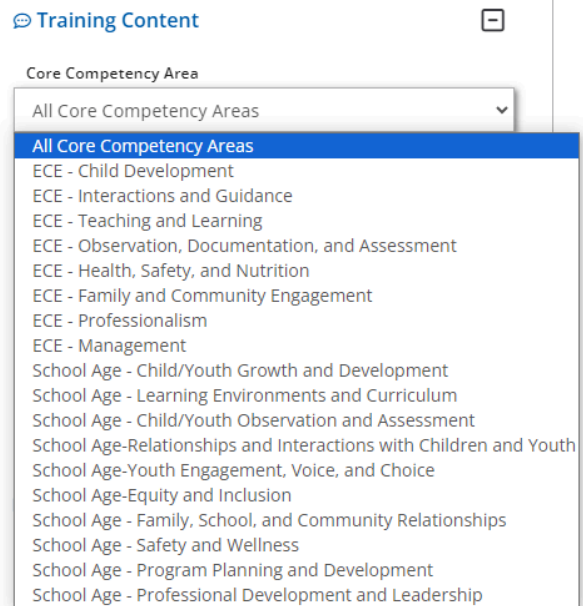 Training Content
Core Competency Area
All Core Competency Areas
All Core Competency Areas
ECE - Child Development
ECE - Interactions and Guidance
ECE - Teaching and Learning
ECE - Observation, Documentation, and Assessment
ECE - Health, Safety, and Nutrition
ECE - Family and Community Engagement
ECE - Professionalism
ECE - Management
School Age - Child/Youth Growth and Development
School Age - Learning Environments and Curriculum
School Age - Child/Youth Observation and Assessment
School Age-Relationships and Interactions with Children and Youth
School Age-Youth Engagement, Voice, and Choice
School Age-Equity and Inclusion
School Age - Family, School, and Community Relationships
School Age - Safety and Wellness
School Age - Program Planning and Development
School Age - Professional Development and Leadership